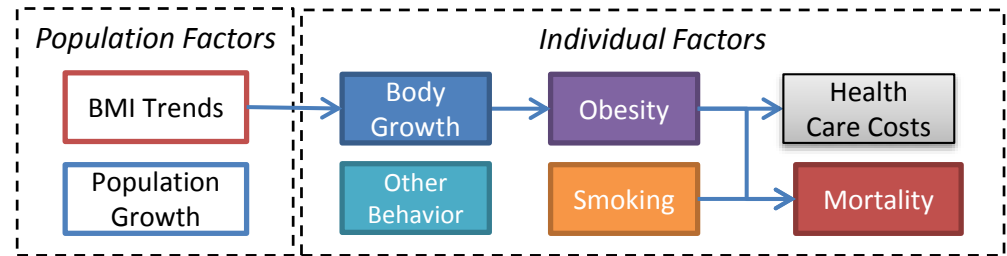 Population Factors
Individual Factors
BMI Trends
Body
Growth
Obesity
Health
Care Costs
Population
Growth
Other
Behavior
Smoking
Mortality